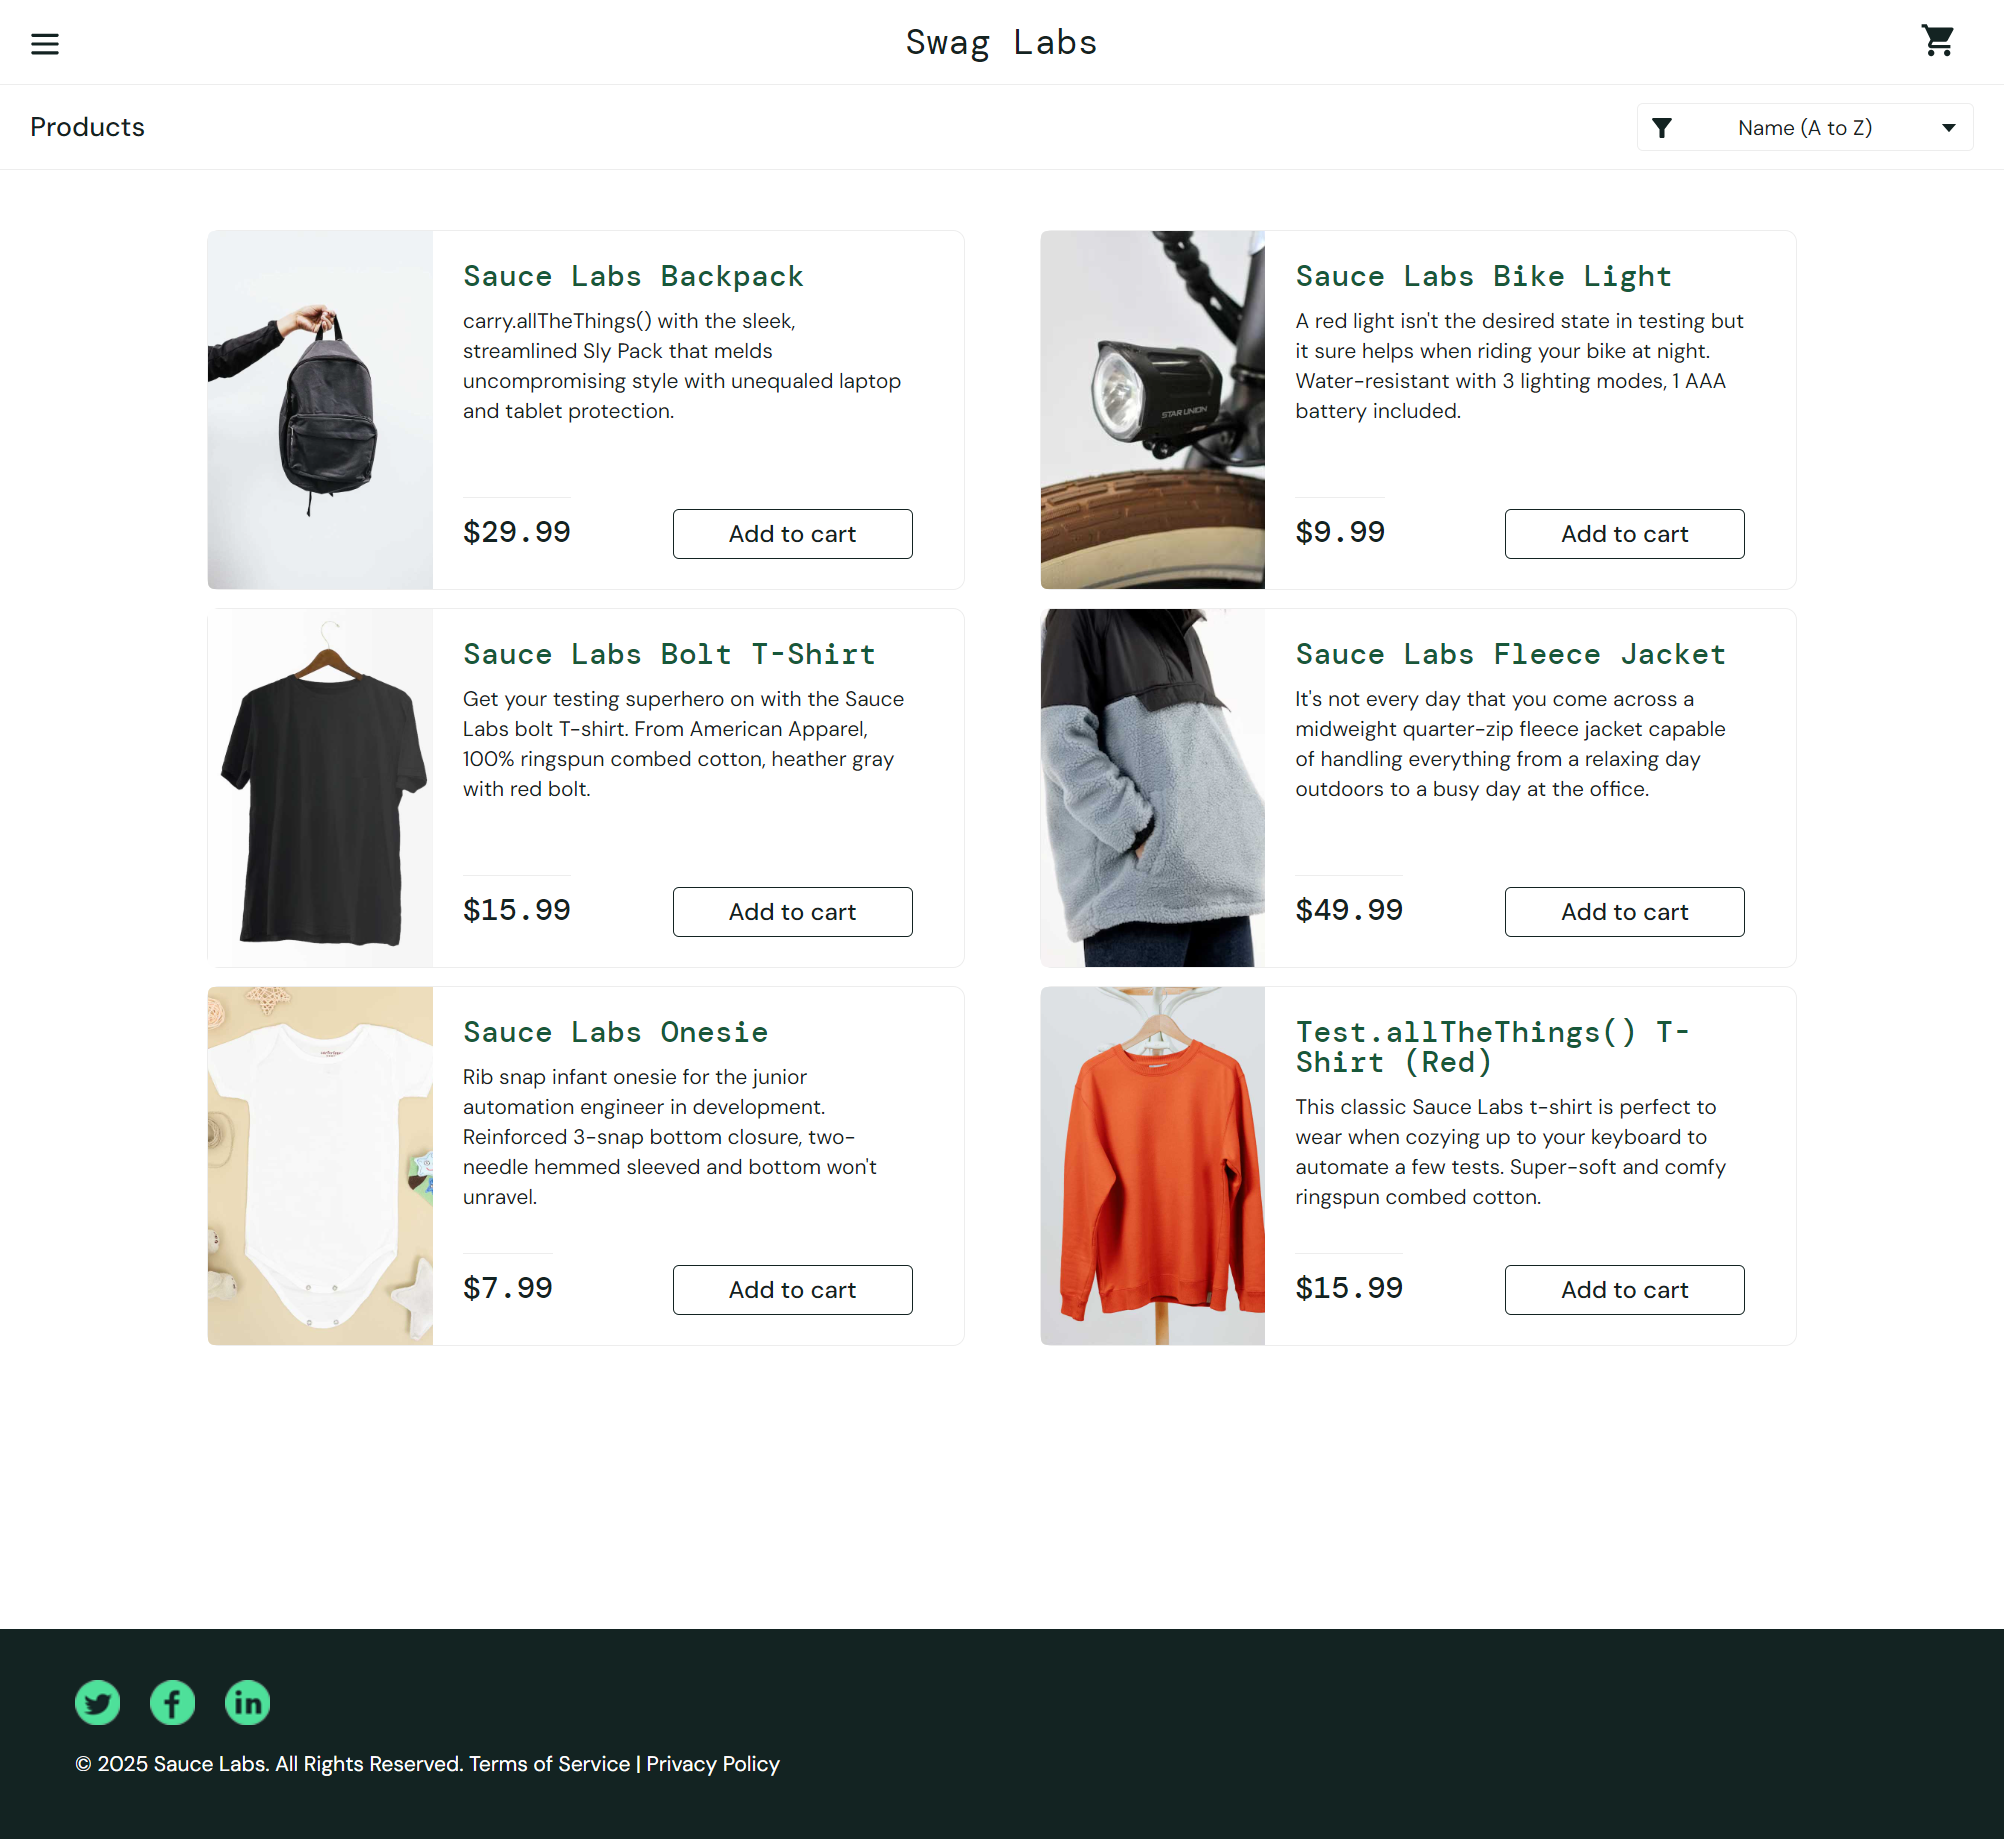 Swag Labs
Products
Name (A to Z)
Sauce Labs Backpack
carry.allTheThings() with the sleek,
streamlined Sly Pack that melds
uncompromising style with unequaled laptop
and tablet protection.
$29.99
Add to cart
Sauce Labs Bike Light
A red light isn't the desired state in testing but
it sure helps when riding your bike at night.
Water-resistant with 3 lighting modes, 1 AAA
battery included.
STAR UNION
$9.99
Add to cart
Sauce Labs Bolt T-Shirt
Get your testing superhero on with the Sauce
Labs bolt T-shirt. From American Apparel,
100% ringspun combed cotton, heather gray
with red bolt.
$15.99
Add to cart
Sauce Labs Fleece Jacket
It's not every day that you come across a
midweight quarter-zip fleece jacket capable
of handling everything from a relaxing day
outdoors to a busy day at the office.
$49.99
Add to cart
Sauce Labs Onesie
Rib snap infant onesie for the junior
automation engineer in development.
Reinforced 3-snap bottom closure, two-
needle hemmed sleeved and bottom won't
unravel.
$7.99
Add to cart
Test.allTheThings() T-
Shirt (Red)
This classic Sauce Labs t-shirt is perfect to
wear when cozying up to your keyboard to
automate a few tests. Super-soft and comfy
ringspun combed cotton.
$15.99
Add to cart
© 2025 Sauce Labs. All Rights Reserved. Terms of Service | Privacy Policy